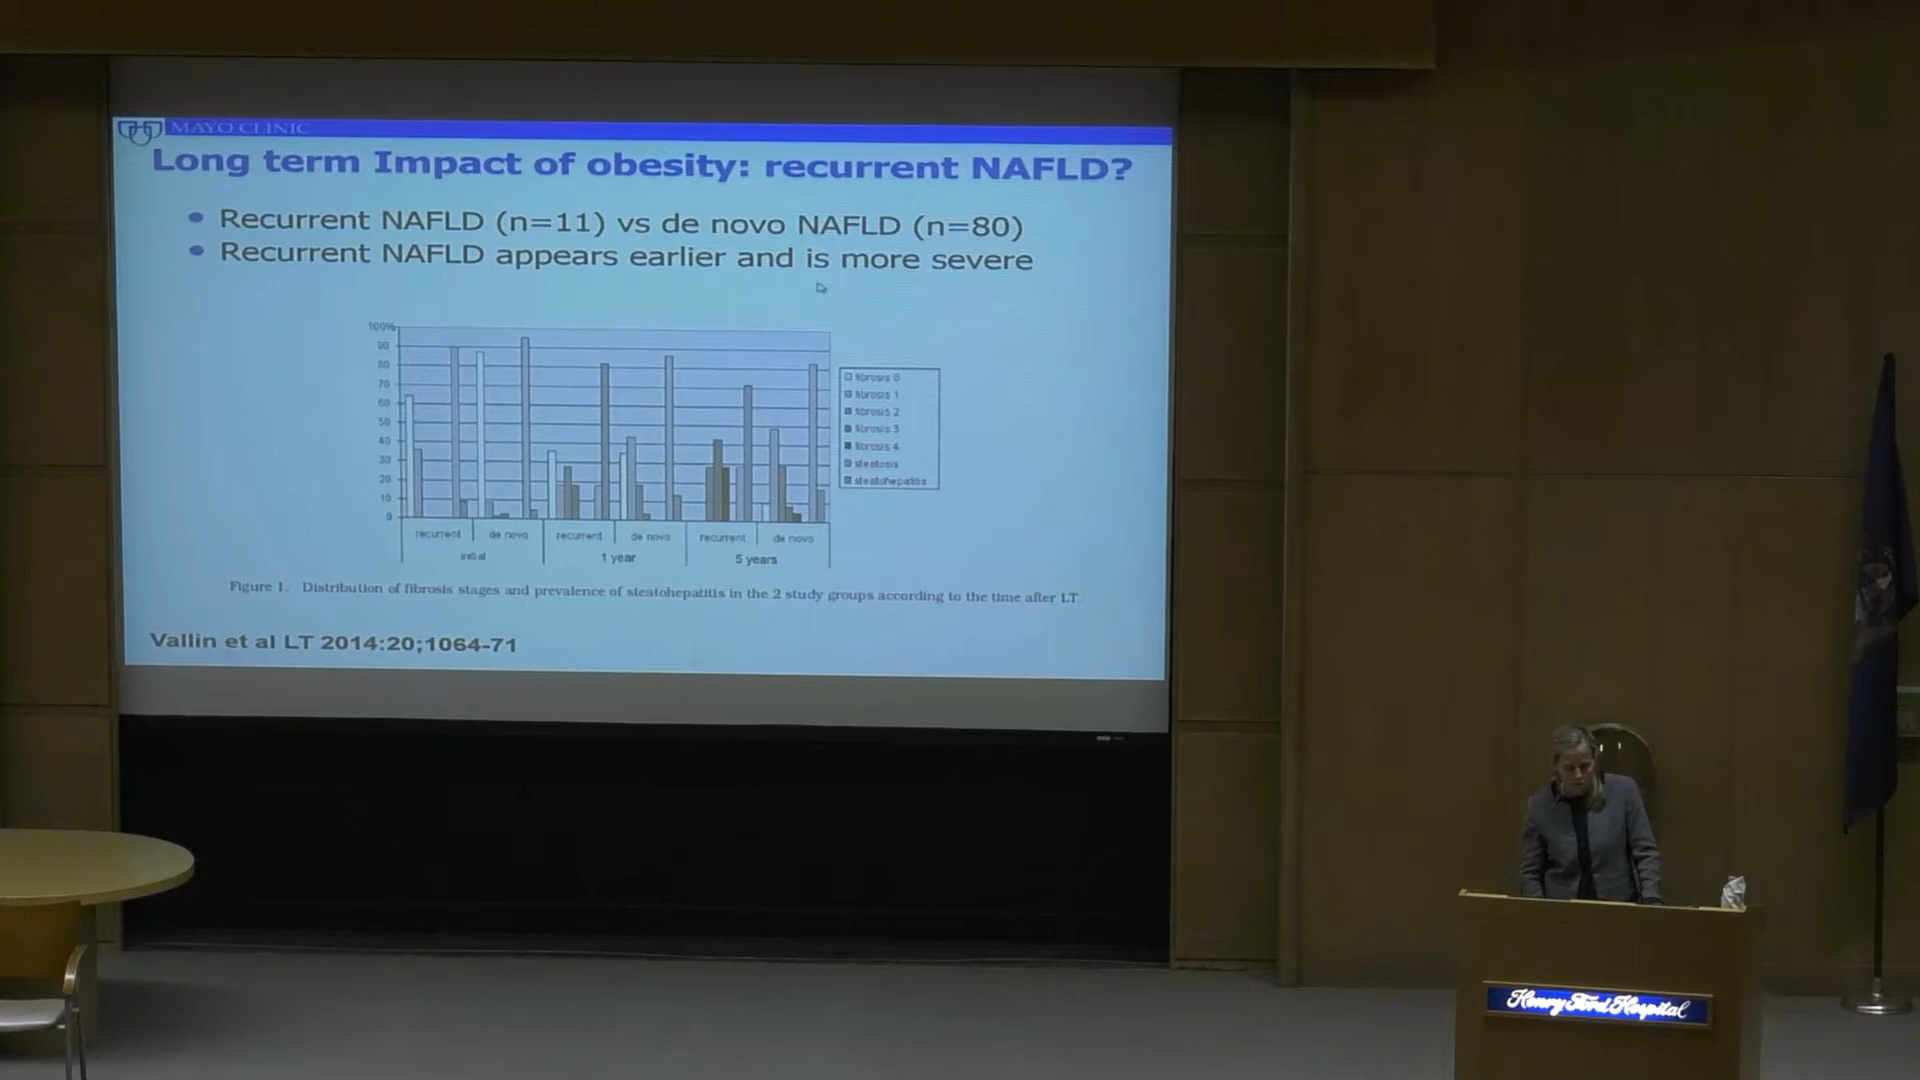 MAYO CLINIC
Long term Impact of obesity: recurrent NAFLD?
• Recurrent NAFLD (n=11) vs de novo NAFLD (n=80)
• Recurrent NAFLD appears earlier and is more severe
100%
90
80
70
60
50
40
30
20
10
0
fibrosis 0
fibrosis 1
fibrosis 2
fibrosis 3
fibrosis 4
steatosis
steatohepatitis
recurrent de novo recurrent de novo recurrent de novo
initial 1 year 5 years
Figure 1. Distribution of fibrosis stages and prevalence of steatohepatitis in the 2 study groups according to the time after LT.
Vallin et al LT 2014:20;1064-71
Henry Ford Hospital